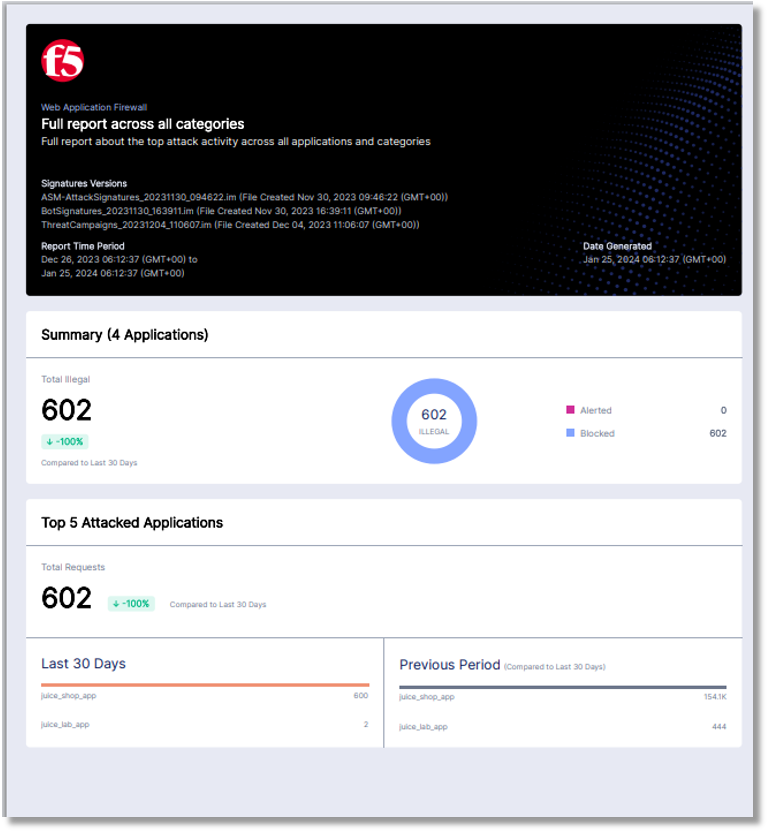 f5
Web Application Firewall
Full report across all categories
Full report about the top attack activity across all applications and categories
Signatures Versions
ASM-AttackSignatures_20231130_094622.im (File Created Nov 30, 2023 09:46:22 (GMT+00))
BotSignatures_20231130_163911.im (File Created Nov 30, 2023 16:39:11 (GMT+00))
ThreatCampaigns_20231204_110607.im (File Created Dec 04, 2023 11:06:07 (GMT+00))
Report Time Period
Dec 26, 2023 06:12:37 (GMT+00) to
Jan 25, 2024 06:12:37 (GMT+00)
Date Generated
Jan 25, 2024 06:12:37 (GMT+00)
Summary (4 Applications)
Total Illegal
602
↓ -100%
Compared to Last 30 Days
602
ILLEGAL
Alerted 0
Blocked 602
Top 5 Attacked Applications
Total Requests
602 ↓ -100% Compared to Last 30 Days
Last 30 Days
juice_shop_app 600
juice_lab_app 2
Previous Period (Compared to Last 30 Days)
juice_shop_app 154.1K
juice_lab_app 444